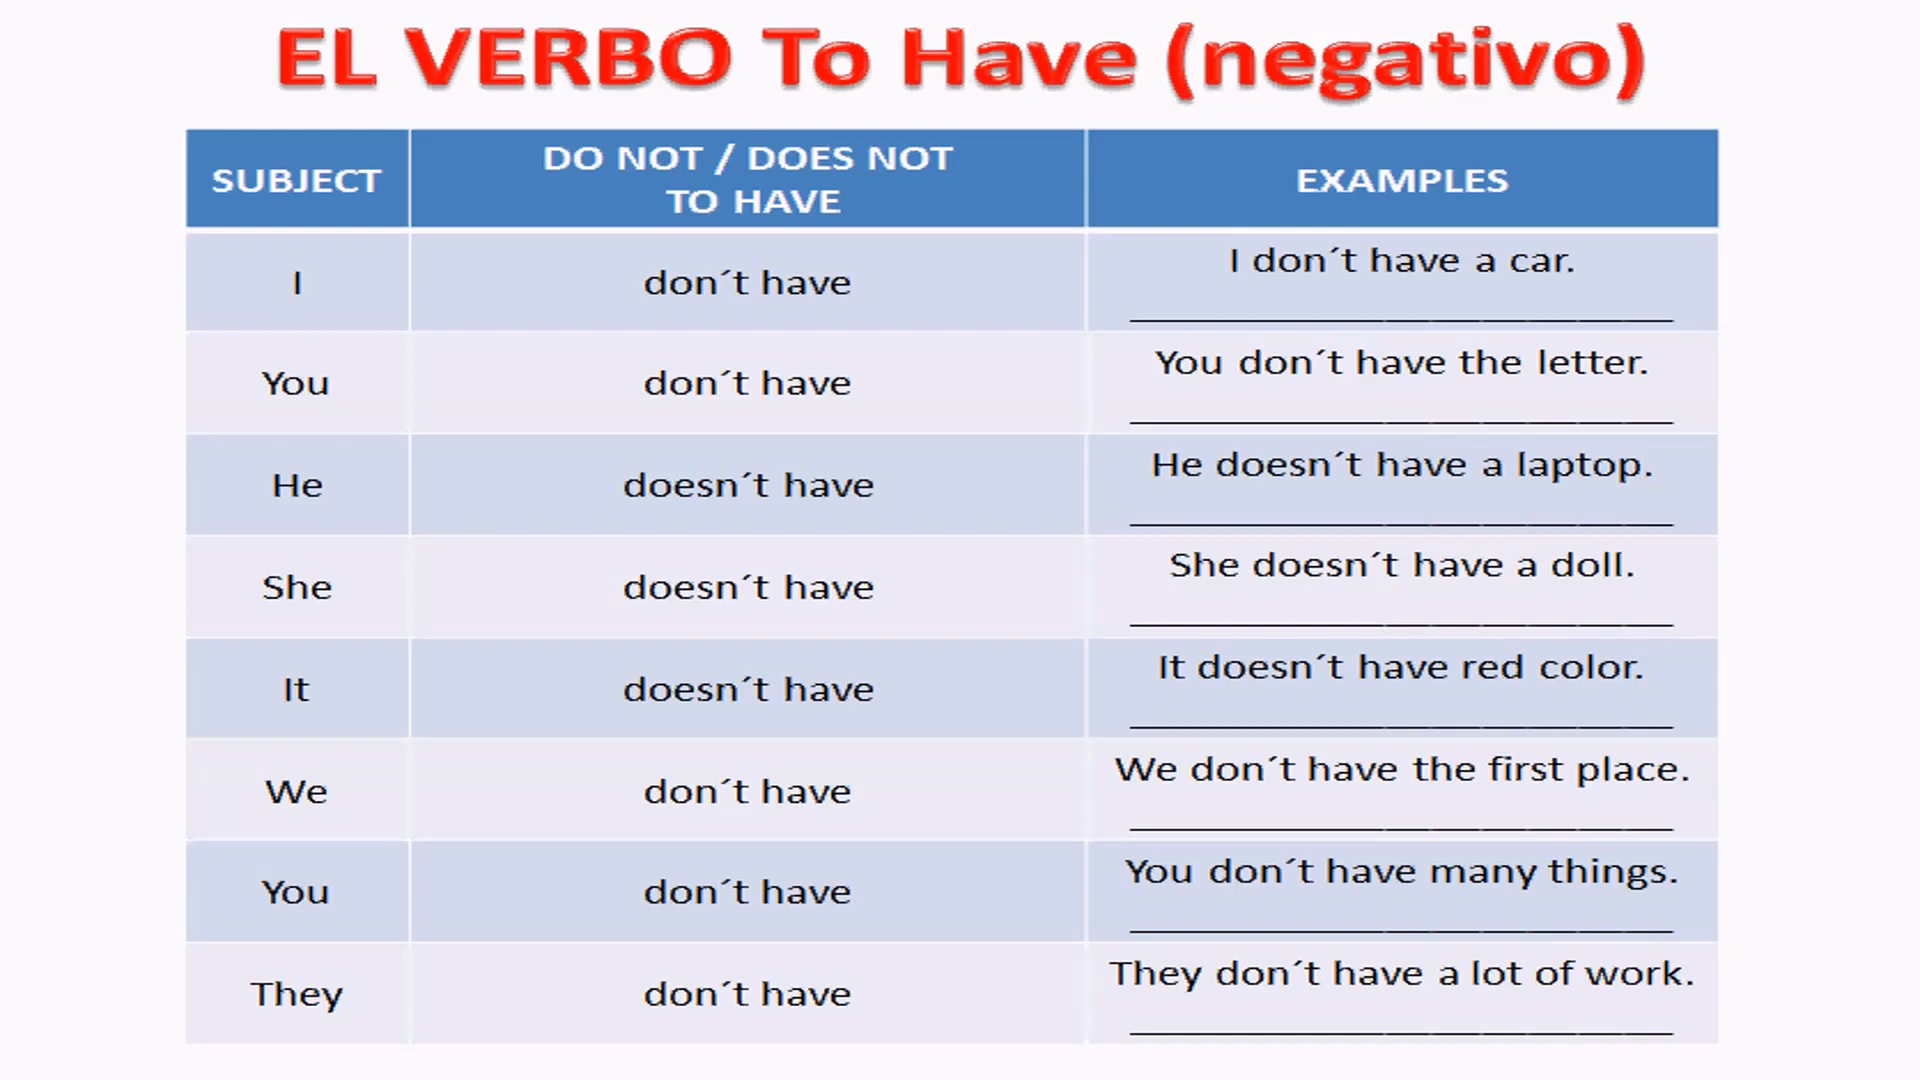 EL VERBO To Have (negativo)
SUBJECT
DO NOT / DOES NOT
TO HAVE
EXAMPLES
I
don´t have
I don´t have a car.
You
don´t have
You don´t have the letter.
He
doesn´t have
He doesn´t have a laptop.
She
doesn´t have
She doesn´t have a doll.
It
doesn´t have
It doesn´t have red color.
We
don´t have
We don´t have the first place.
You
don´t have
You don´t have many things.
They
don´t have
They don´t have a lot of work.